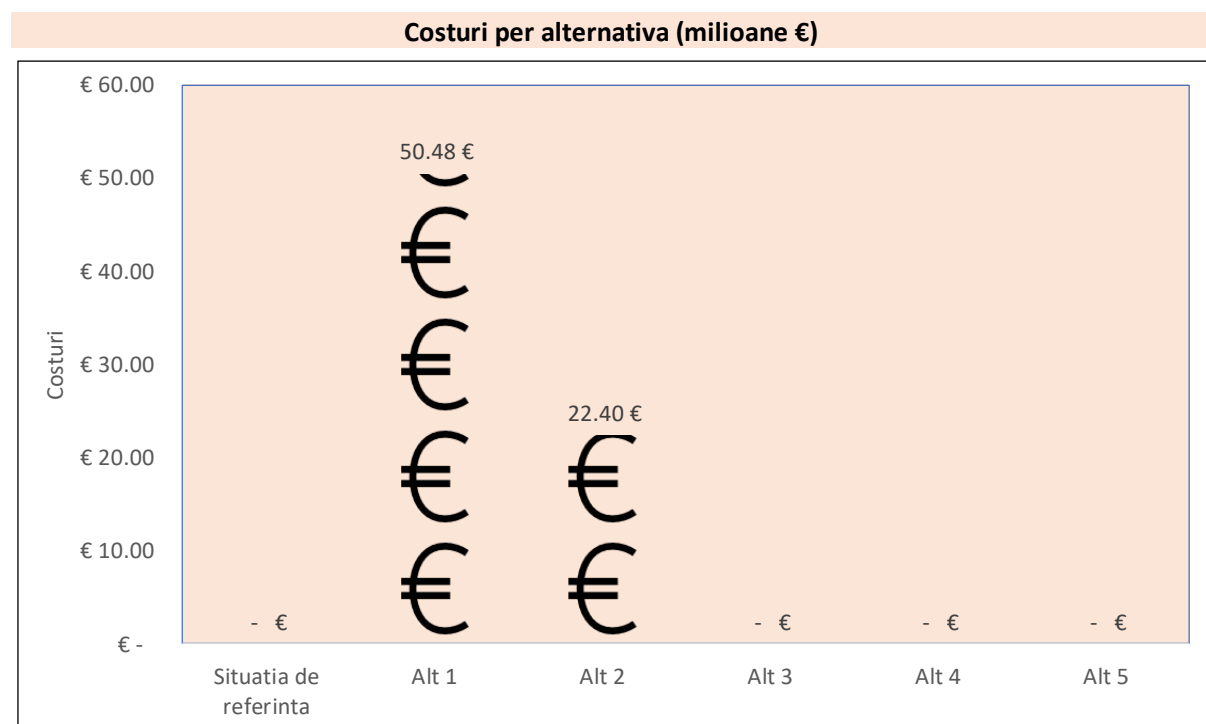 Costuri per alternativa (milioane €)
€ 60.00
€ 50.00
€ 40.00
€ 30.00
€ 20.00
€ 10.00
€ -
Costuri
- €
50.48 €
22.40 €
- €
- €
- €
Situatia de
referinta
Alt 1
Alt 2
Alt 3
Alt 4
Alt 5